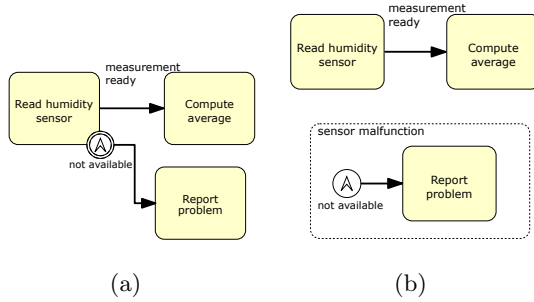 measurement
ready
Read humidity
sensor
Compute
average
not available
Report
problem
(a)
measurement
ready
Read humidity
sensor
Compute
average
sensor malfunction
not available
Report
problem
(b)